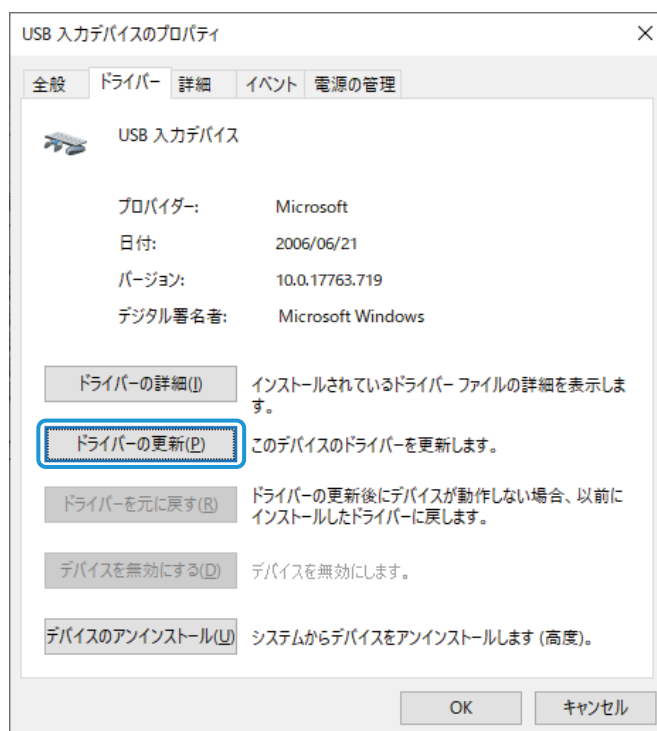 USB 入力デバイスのプロパティ
全般 ドライバー 詳細 イベント 電源の管理
USB 入力デバイス
プロバイダー: Microsoft
日付: 2006/06/21
バージョン: 10.0.17763.719
デジタル署名者: Microsoft Windows
ドライバーの詳細(I) インストールされているドライバー ファイルの詳細を表示しま
す。
ドライバーの更新(P) このデバイスのドライバーを更新します。
ドライバーを元に戻す(R) ドライバーの更新後にデバイスが動作しない場合、以前に
インストールしたドライバーに戻します。
デバイスを無効にする(D) デバイスを無効にします。
デバイスのアンインストール(U) システムからデバイスをアンインストールします (高度)。
OK キャンセル